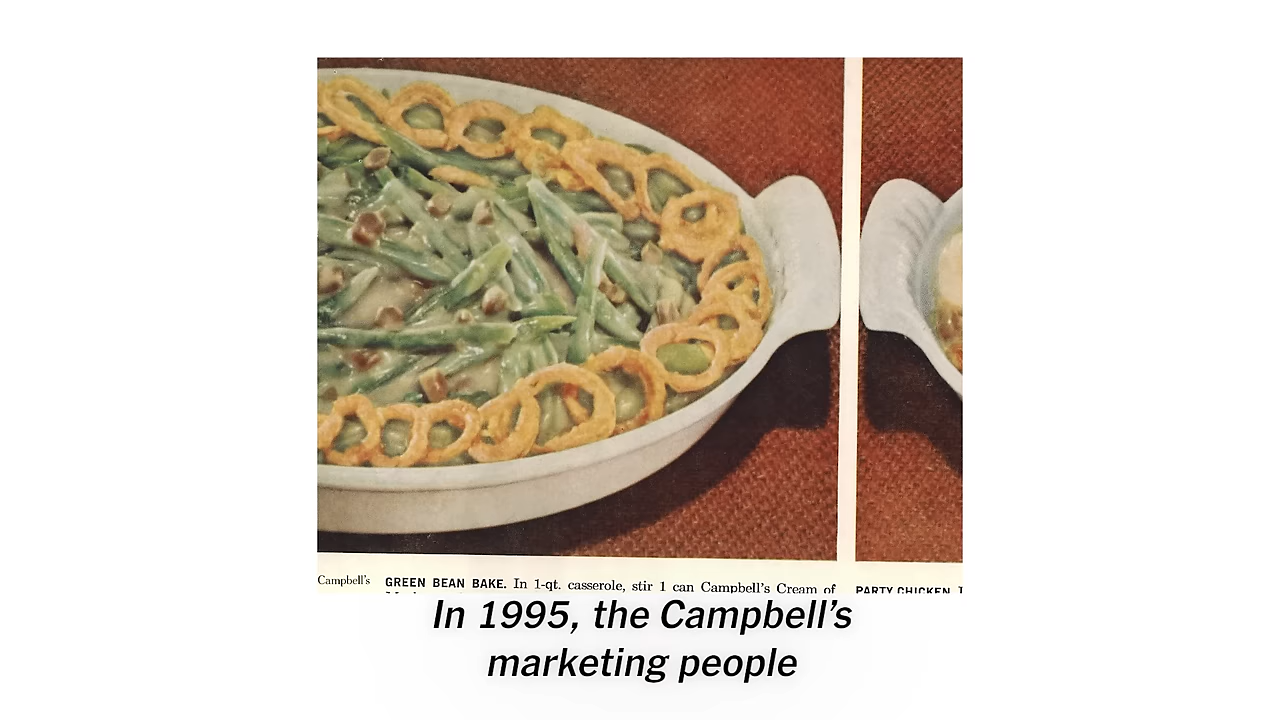 Campbell's
GREEN BEAN BAKE. In 1-qt. casserole, stir 1 can Campbell's Cream of
PARTY CHICKEN
In 1995, the Campbell’s
marketing people